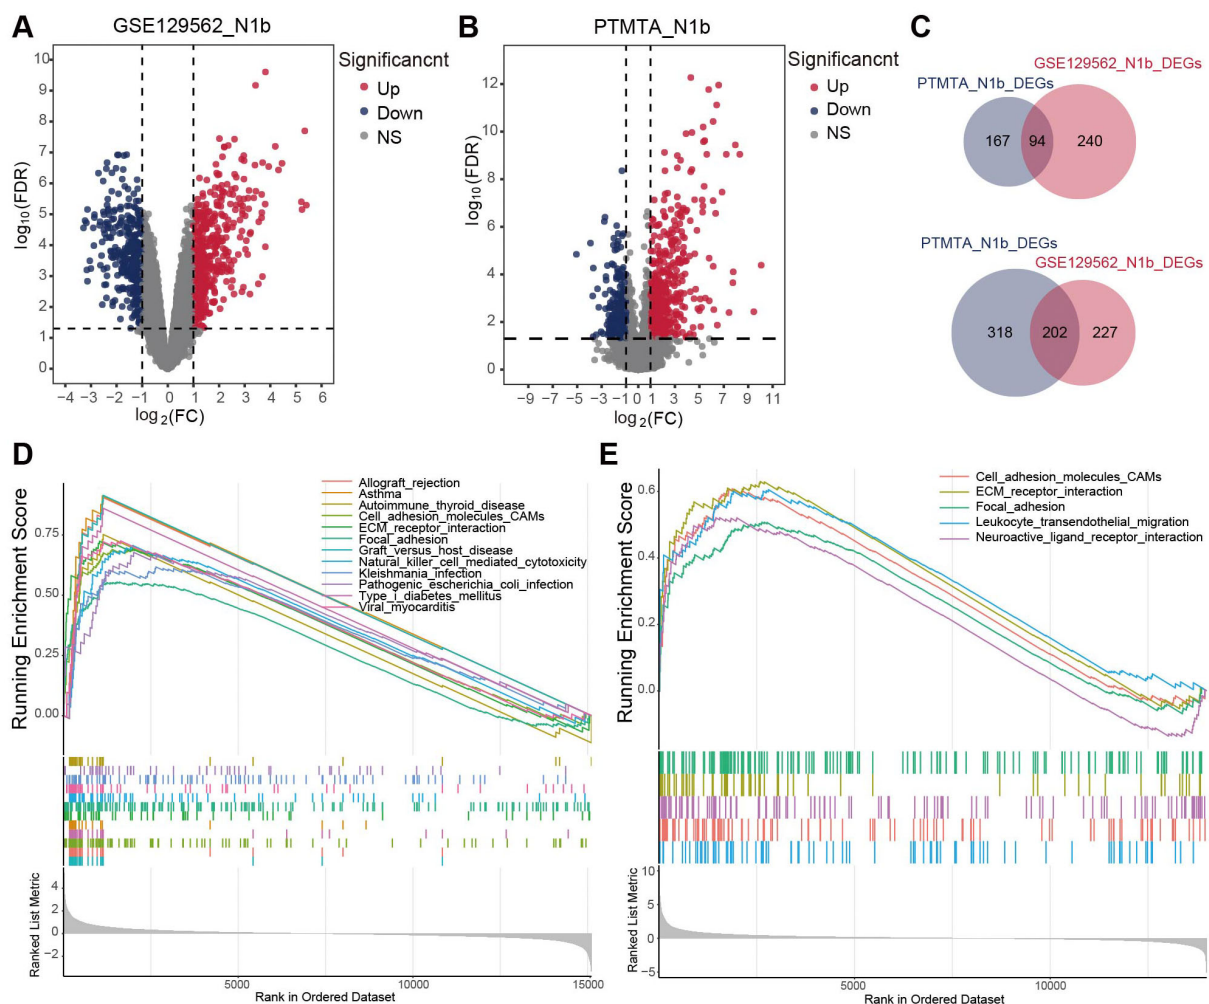 A
GSE129562_N1b
log10(FDR)
10
9
8
7
6
5
4
3
2
1
0
−4 −3 −2 −1 0 1 2 3 4 5 6
log2(FC)
Significancnt
Up
Down
NS
B
PTMTA_N1b
log10(FDR)
12
10
8
6
4
2
0
−9 −7 −5 −3 −1 0 1 3 5 7 9 11
log2(FC)
Significancnt
Up
Down
NS
C
GSE129562_N1b_DEGs
PTMTA_N1b_DEGs
167 94 240
PTMTA_N1b_DEGs
GSE129562_N1b_DEGs
318 202 227
D
Running Enrichment Score
0.75
0.50
0.25
0.00
Allograft_rejection
Asthma
Autoimmune_thyroid_disease
Cell_adhesion_molecules_CAMs
ECM_receptor_interaction
Focal_adhesion
Graft_versus_host_disease
Natural_killer_cell_mediated_cytotoxicity
Kleishmania_infection
Pathogenic_escherichia_coli_infection
Type_i_diabetes_mellitus
Viral_myocarditis
Ranked List Metric
4
2
0
−2
5000 10000 15000
Rank in Ordered Dataset
E
Running Enrichment Score
0.6
0.4
0.2
0.0
Cell_adhesion_molecules_CAMs
ECM_receptor_interaction
Focal_adhesion
Leukocyte_transendothelial_migration
Neuroactive_ligand_receptor_interaction
Ranked List Metric
10
5
0
−5
5000 10000
Rank in Ordered Dataset